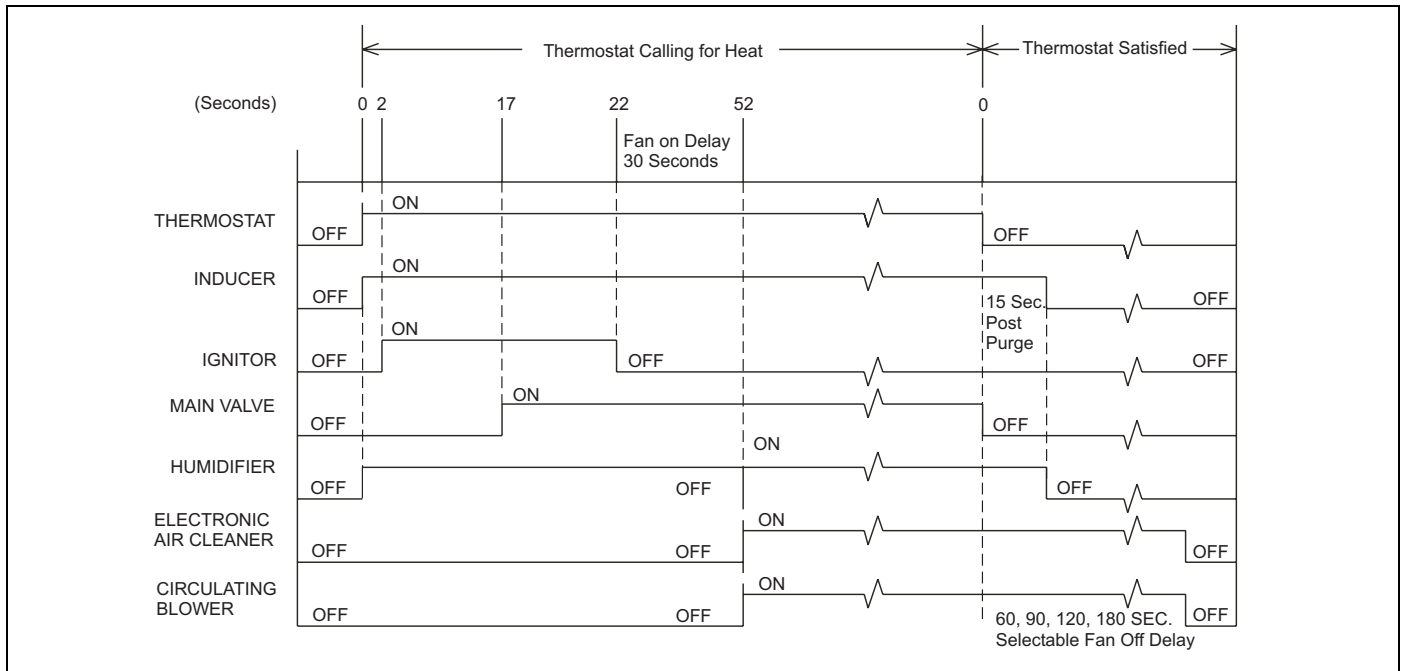 Thermostat Calling for Heat Thermostat Satisfied
(Seconds) 0 2 17 22 52 0
Fan on Delay
30 Seconds
THERMOSTAT OFF ON OFF
INDUCER OFF ON OFF
15 Sec.
Post
Purge
IGNITOR OFF ON OFF OFF
MAIN VALVE OFF ON OFF
HUMIDIFIER OFF OFF ON OFF
ELECTRONIC
AIR CLEANER OFF OFF ON OFF
CIRCULATING
BLOWER OFF OFF ON OFF
60, 90, 120, 180 SEC.
Selectable Fan Off Delay